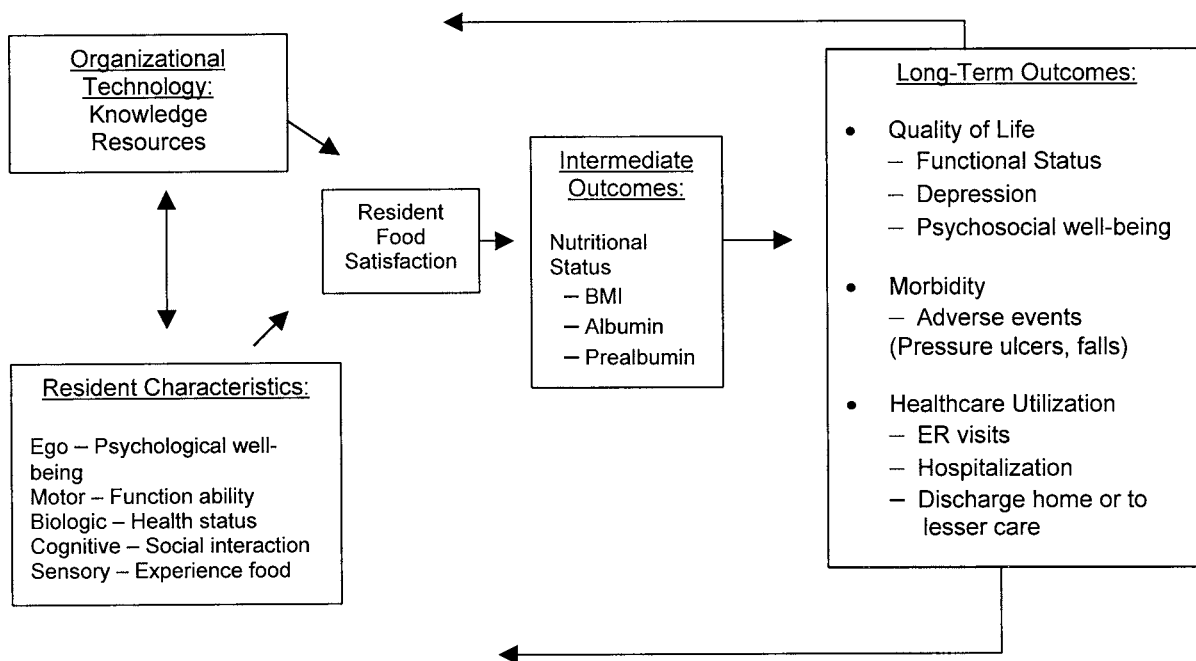 Organizational
Technology:
Knowledge
Resources
Resident Characteristics:
Ego – Psychological well-
being
Motor – Function ability
Biologic – Health status
Cognitive – Social interaction
Sensory – Experience food
Resident
Food
Satisfaction
Intermediate
Outcomes:
Nutritional
Status
– BMI
– Albumin
– Prealbumin
Long-Term Outcomes:
• Quality of Life
– Functional Status
– Depression
– Psychosocial well-being
• Morbidity
– Adverse events
(Pressure ulcers, falls)
• Healthcare Utilization
– ER visits
– Hospitalization
– Discharge home or to
lesser care